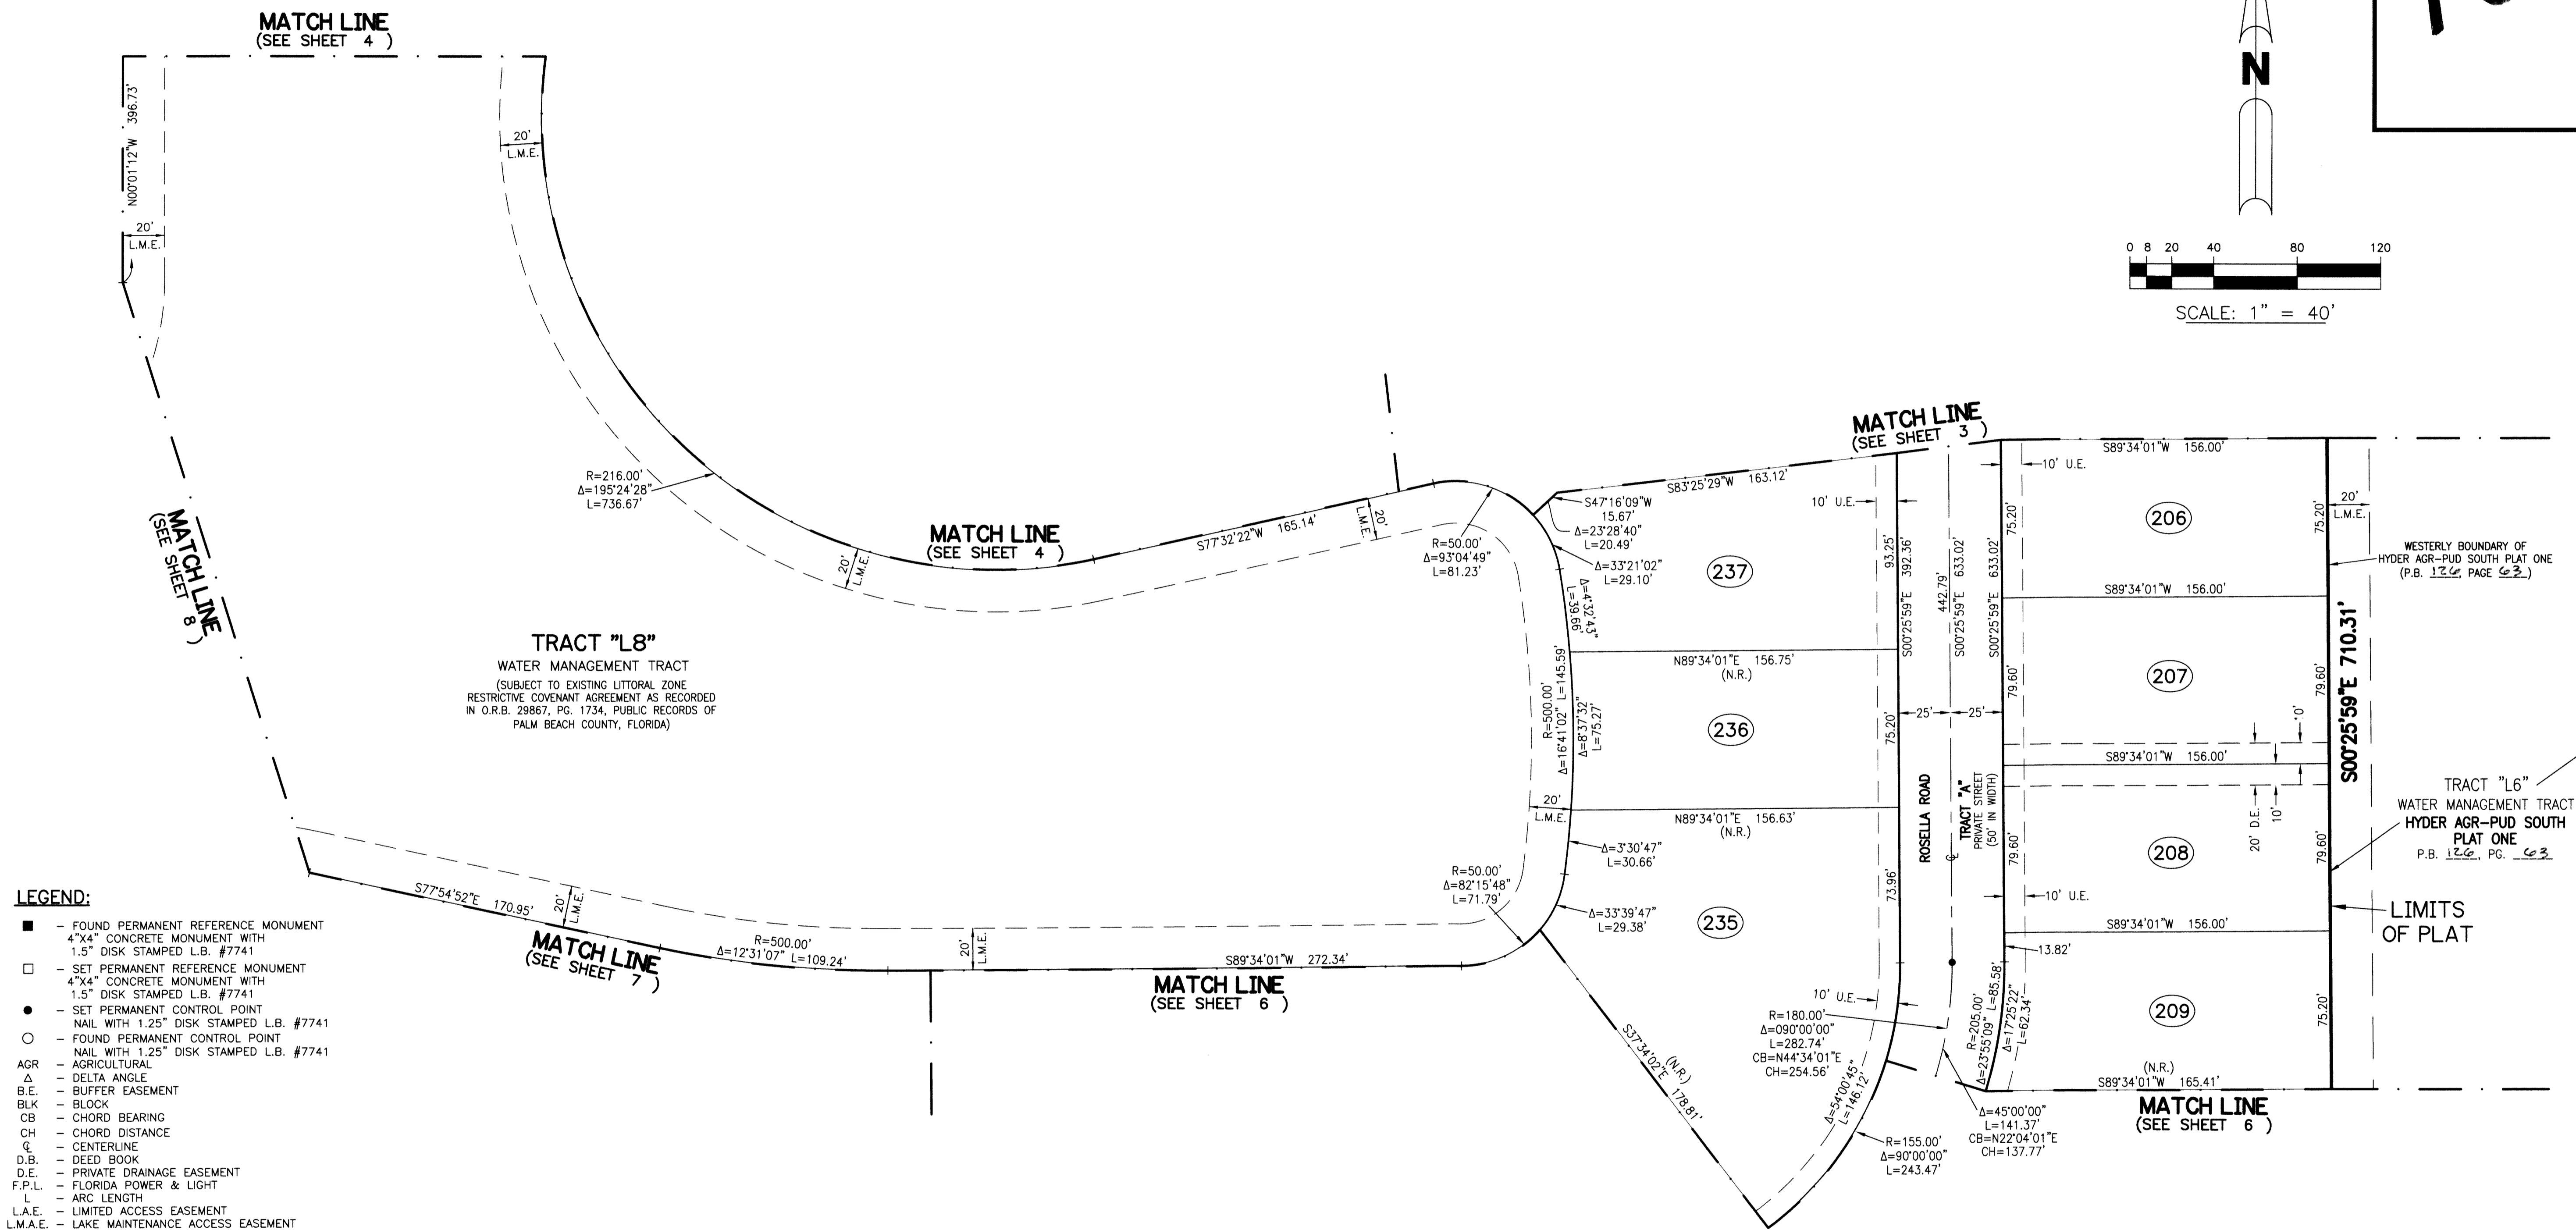 MATCH LINE
(SEE SHEET 4 )
N00°01'12"W 396.73'
20'
L.M.E.
20'
L.M.E.
N
0 8 20 40 80 120
SCALE: 1" = 40'
R=216.00'
Δ=195°24'28"
L=736.67'
MATCH LINE
(SEE SHEET 8 )
MATCH LINE
(SEE SHEET 4 )
20'
L.M.E.
S77°32'22"W 165.14'
20'
L.M.E.
R=50.00'
Δ=93°04'49"
L=81.23'
MATCH LINE
(SEE SHEET 3 )
S83°25'29"W 163.12'
S47°16'09"W
15.67'
Δ=23°28'40"
L=20.49'
Δ=33°21'02"
L=29.10'
Δ=4°32'43"
L=39.66'
10' U.E.
237
93.25'
S00°25'59"E 392.36'
442.79'
S00°25'59"E 633.02'
S00°25'59"E 633.02'
S89°34'01"W 156.00'
10' U.E.
75.20'
206
75.20'
20'
L.M.E.
WESTERLY BOUNDARY OF
HYDER AGR-PUD SOUTH PLAT ONE
(P.B. 126, PAGE 63)
S89°34'01"W 156.00'
TRACT "L8"
WATER MANAGEMENT TRACT
(SUBJECT TO EXISTING LITTORAL ZONE
RESTRICTIVE COVENANT AGREEMENT AS RECORDED
IN O.R.B. 29867, PG. 1734, PUBLIC RECORDS OF
PALM BEACH COUNTY, FLORIDA)
N89°34'01"E 156.75'
(N.R.)
R=500.00'
Δ=16°41'02" L=145.59'
Δ=8°37'32"
L=75.27'
236
75.20'
25'
25'
79.60'
207
79.60'
S00°25'59"E 710.31'
S89°34'01"W 156.00'
10'
20' D.E.
10'
ROSELLA ROAD
TRACT "A"
PRIVATE STREET
(50' IN WIDTH)
℄
TRACT "L6"
WATER MANAGEMENT TRACT
HYDER AGR-PUD SOUTH
PLAT ONE
P.B. 126, PG. 63
20'
L.M.E.
N89°34'01"E 156.63'
(N.R.)
Δ=3°30'47"
L=30.66'
79.60'
208
79.60'
10' U.E.
R=50.00'
Δ=82°15'48"
L=71.79'
Δ=33°39'47"
L=29.38'
235
73.96'
LIMITS
OF PLAT
S89°34'01"W 156.00'
13.82'
S77°54'52"E 170.95'
20'
L.M.E.
MATCH LINE
(SEE SHEET 7 )
R=500.00'
Δ=12°31'07" L=109.24'
20'
L.M.E.
S89°34'01"W 272.34'
MATCH LINE
(SEE SHEET 6 )
10' U.E.
R=180.00'
Δ=090°00'00"
L=282.74'
CB=N44°34'01"E
CH=254.56'
R=205.00'
Δ=23°55'09" L=85.58'
Δ=17°25'22"
L=62.34'
209
75.20'
(N.R.)
S89°34'01"W 165.41'
MATCH LINE
(SEE SHEET 6 )
(N.R.)
S37°34'02"E 178.81'
Δ=54°00'45"
L=146.12'
Δ=45°00'00"
L=141.37'
CB=N22°04'01"E
CH=137.77'
R=155.00'
Δ=90°00'00"
L=243.47'
LEGEND:
■ – FOUND PERMANENT REFERENCE MONUMENT
4"X4" CONCRETE MONUMENT WITH
1.5" DISK STAMPED L.B. #7741
□ – SET PERMANENT REFERENCE MONUMENT
4"X4" CONCRETE MONUMENT WITH
1.5" DISK STAMPED L.B. #7741
● – SET PERMANENT CONTROL POINT
NAIL WITH 1.25" DISK STAMPED L.B. #7741
○ – FOUND PERMANENT CONTROL POINT
NAIL WITH 1.25" DISK STAMPED L.B. #7741
AGR – AGRICULTURAL
Δ – DELTA ANGLE
B.E. – BUFFER EASEMENT
BLK – BLOCK
CB – CHORD BEARING
CH – CHORD DISTANCE
℄ – CENTERLINE
D.B. – DEED BOOK
D.E. – PRIVATE DRAINAGE EASEMENT
F.P.L. – FLORIDA POWER & LIGHT
L – ARC LENGTH
L.A.E. – LIMITED ACCESS EASEMENT
L.M.A.E. – LAKE MAINTENANCE ACCESS EASEMENT